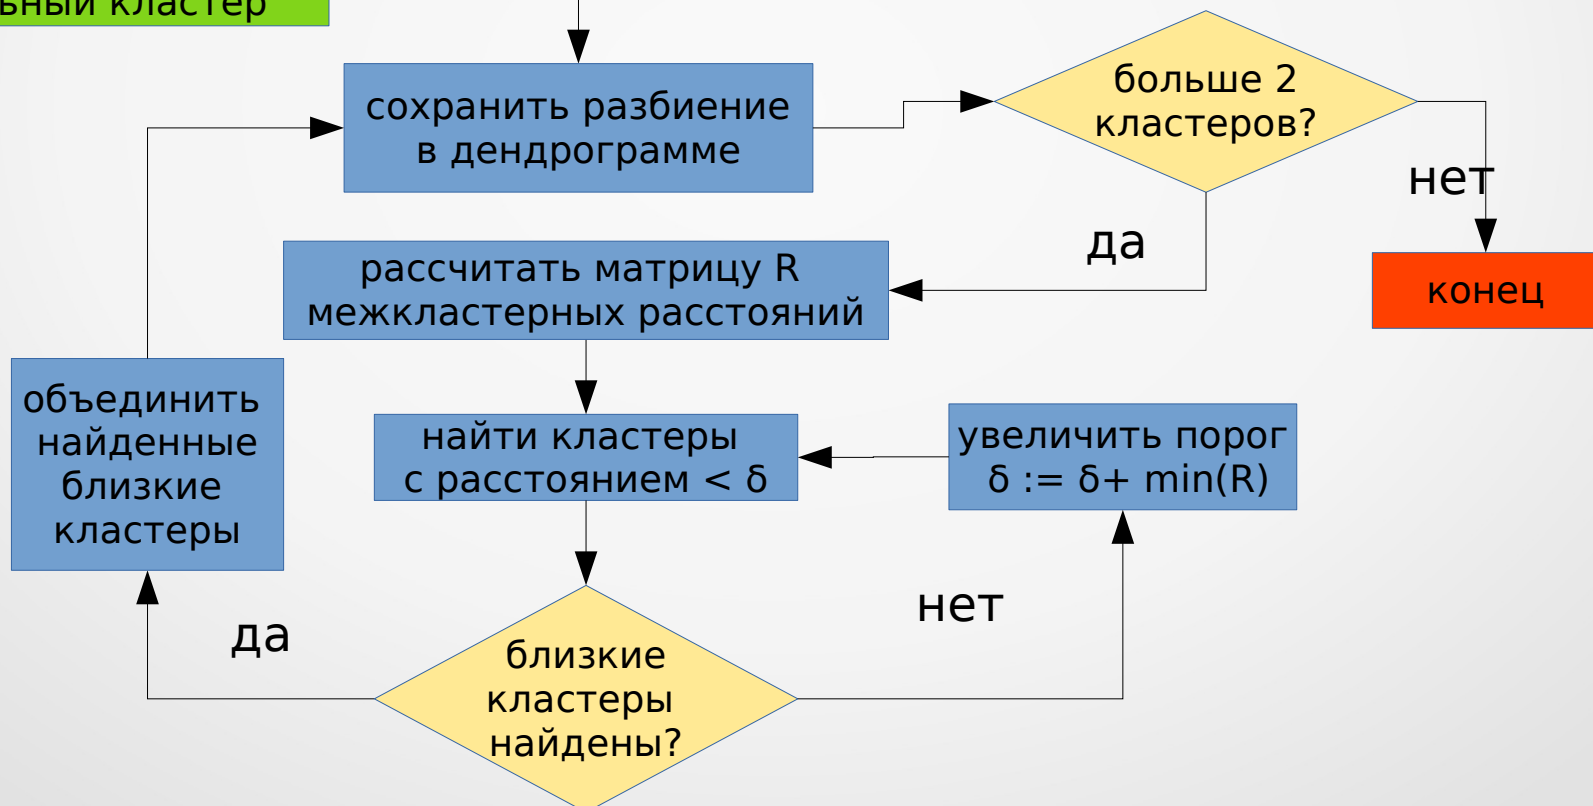 кластер
сохранить разбиение
в дендрограмме
больше 2
кластеров?
нет
да
рассчитать матрицу R
межкластерных расстояний
конец
объединить
найденные
близкие
кластеры
найти кластеры
с расстоянием < δ
увеличить порог
δ := δ+ min(R)
да
нет
близкие
кластеры
найдены?